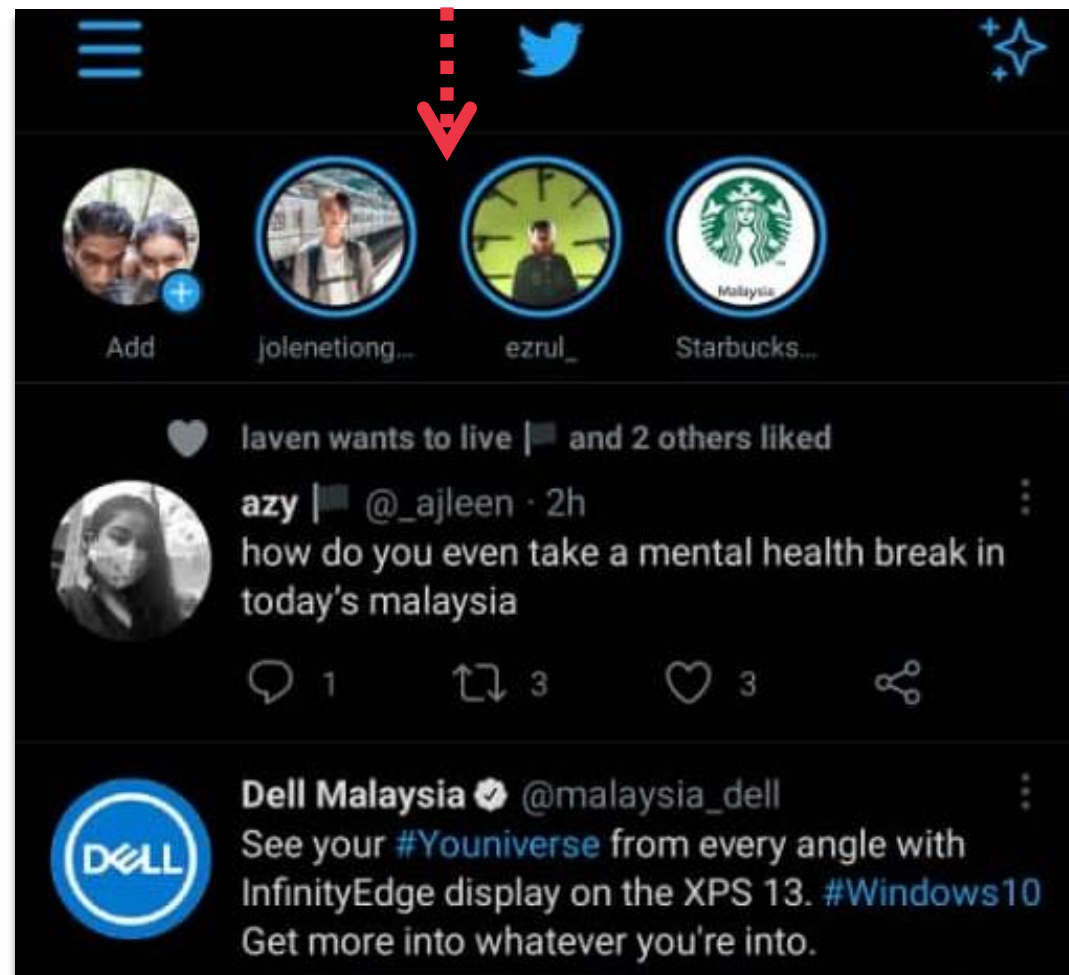 Malaysia
Add
jolenetiong...
ezrul_
Starbucks...
laven wants to live 🏴 and 2 others liked
azy 🏴 @_ajleen · 2h
how do you even take a mental health break in
today's malaysia
1 3 3
DELL
Dell Malaysia @malaysia_dell
See your #Youniverse from every angle with
InfinityEdge display on the XPS 13. #Windows10
Get more into whatever you're into.